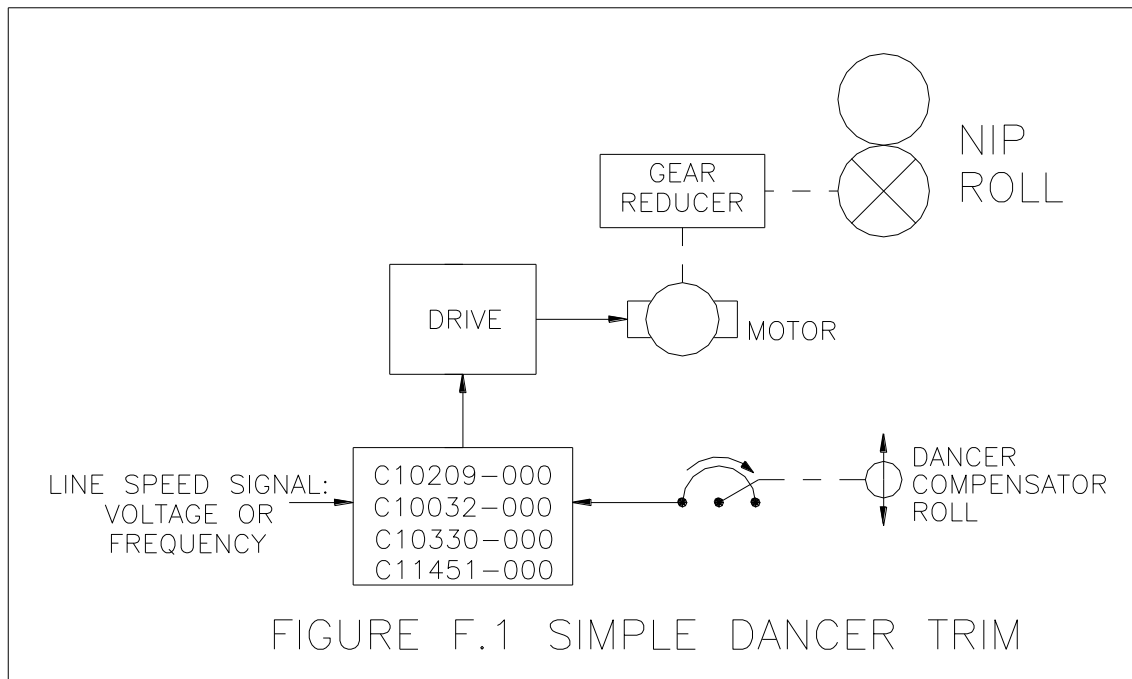 NIP
ROLL
GEAR
REDUCER
DRIVE
MOTOR
LINE SPEED SIGNAL:
VOLTAGE OR
FREQUENCY
C10209-000
C10032-000
C10330-000
C11451-000
DANCER
COMPENSATOR
ROLL
FIGURE F.1 SIMPLE DANCER TRIM